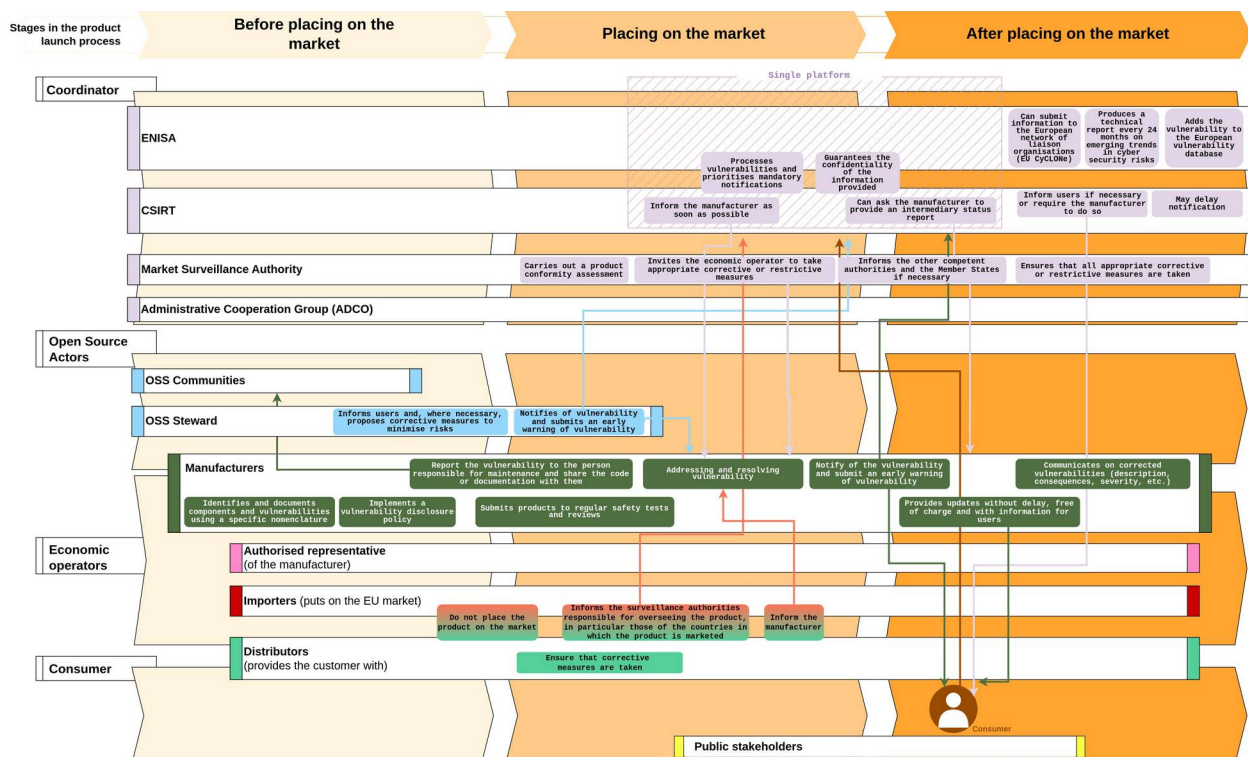 Stages in the product
launch process
Before placing on the
market
Placing on the market
After placing on the market
Single platform
Coordinator
ENISA
Can submit
information to
the European
network of
liaison
organisations
(EU CyCLONe)
Produces a
technical
report every 24
months on
emerging trends
in cyber
security risks
Adds the
vulnerability to
the European
vulnerability
database
Processes
vulnerabilities and
prioritises mandatory
notifications
Guarantees the
confidentiality
of the
information
provided
CSIRT
Inform the manufacturer as
soon as possible
Can ask the manufacturer to
provide an intermediary status
report
Inform users if necessary
or require the manufacturer
to do so
May delay
notification
Market Surveillance Authority
Carries out a product
conformity assessment
Invites the economic operator to take
appropriate corrective or restrictive
measures
Informs the other competent
authorities and the Member States
if necessary
Ensures that all appropriate corrective
or restrictive measures are taken
Administrative Cooperation Group (ADCO)
Open Source
Actors
OSS Communities
OSS Steward
Informs users and, where necessary,
proposes corrective measures to
minimise risks
Notifies of vulnerability
and submits an early
warning of vulnerability
Manufacturers
Report the vulnerability to the person
responsible for maintenance and share the code
or documentation with them
Addressing and resolving
vulnerability
Notify of the vulnerability
and submit an early warning
of vulnerability
Communicates on corrected
vulnerabilities (description,
consequences, severity, etc.)
Identifies and documents
components and vulnerabilities
using a specific nomenclature
Implements a
vulnerability disclosure
policy
Submits products to regular safety tests
and reviews
Provides updates without delay, free
of charge and with information for
users
Economic
operators
Authorised representative
(of the manufacturer)
Importers (puts on the EU market)
Do not place the
product on the market
Informs the surveillance authorities
responsible for overseeing the product,
in particular those of the countries in
which the product is marketed
Inform the
manufacturer
Distributors
(provides the customer with)
Ensure that corrective
measures are taken
Consumer
Consumer
Public stakeholders